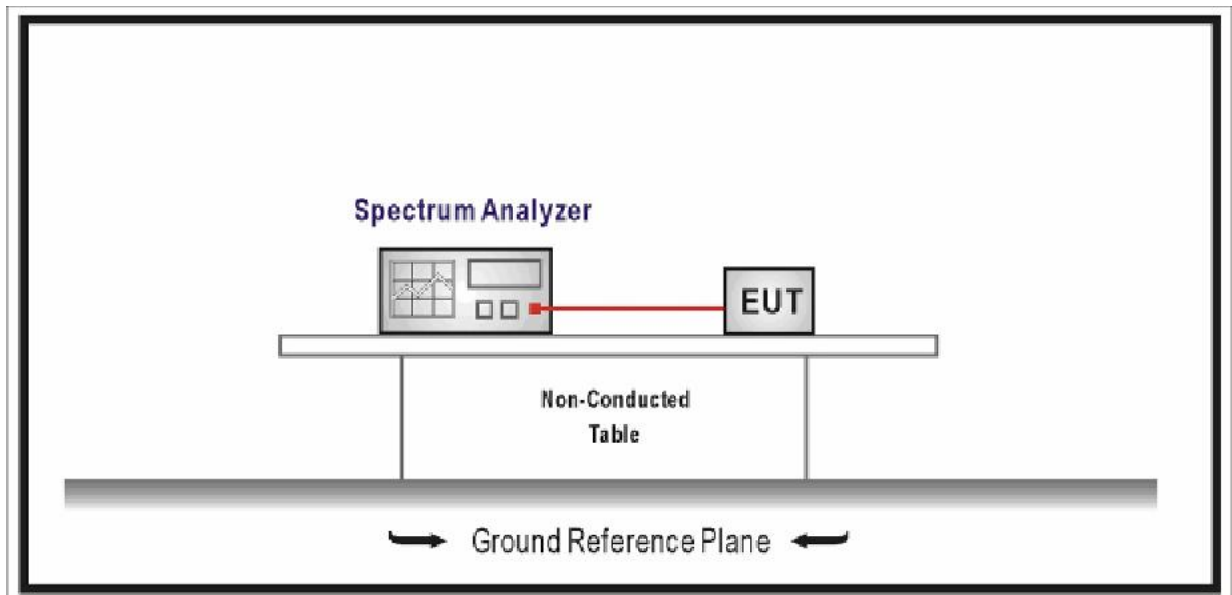 Spectrum Analyzer
EUT
Non-Conducted
Table
Ground Reference Plane